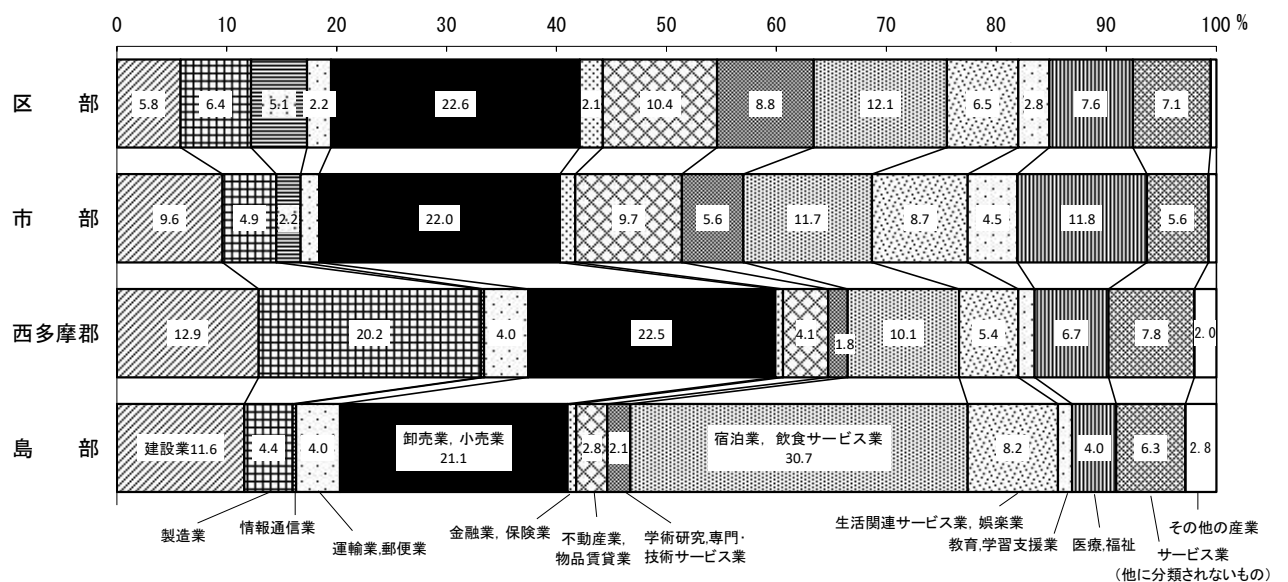 0 10 20 30 40 50 60 70 80 90 100 %
区 部 5.8 6.4 5.1 2.2 22.6 2.1 10.4 8.8 12.1 6.5 2.8 7.6 7.1
市 部 9.6 4.9 2.2 22.0 9.7 5.6 11.7 8.7 4.5 11.8 5.6
西多摩郡 12.9 20.2 4.0 22.5 4.1 1.8 10.1 5.4 6.7 7.8 2.0
卸売業，小売業 宿泊業，飲食サービス業
島 部 建設業11.6 4.4 4.0 21.1 2.8 2.1 30.7 8.2 4.0 6.3 2.8
製造業
情報通信業
運輸業,郵便業
金融業，保険業
不動産業，
物品賃貸業
学術研究,専門・
技術サービス業
生活関連サービス業，娯楽業
教育,学習支援業
医療,福祉
サービス業
（他に分類されないもの）
その他の産業